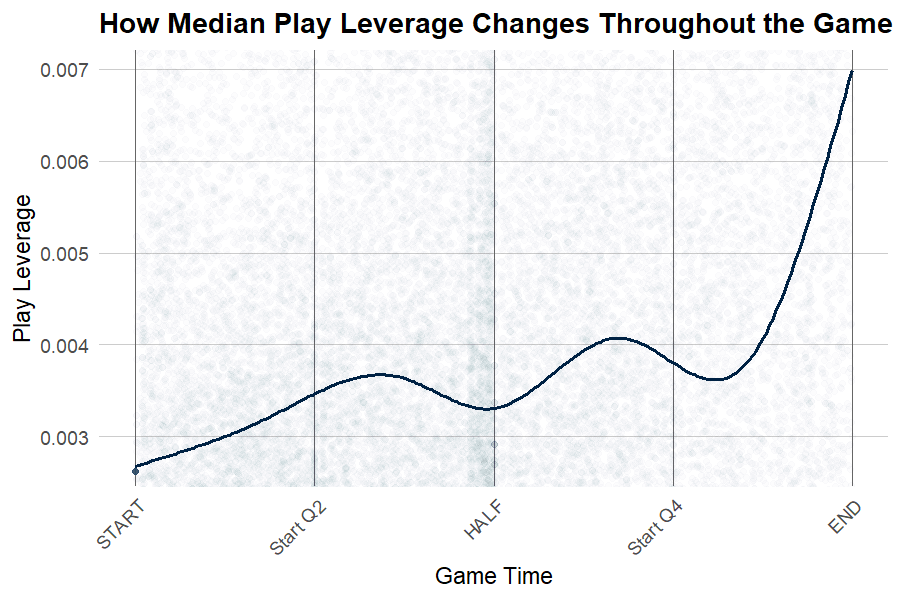 How Median Play Leverage Changes Throughout the Game
Play Leverage
0.007
0.006
0.005
0.004
0.003
START
Start Q2
HALF
Start Q4
END
Game Time